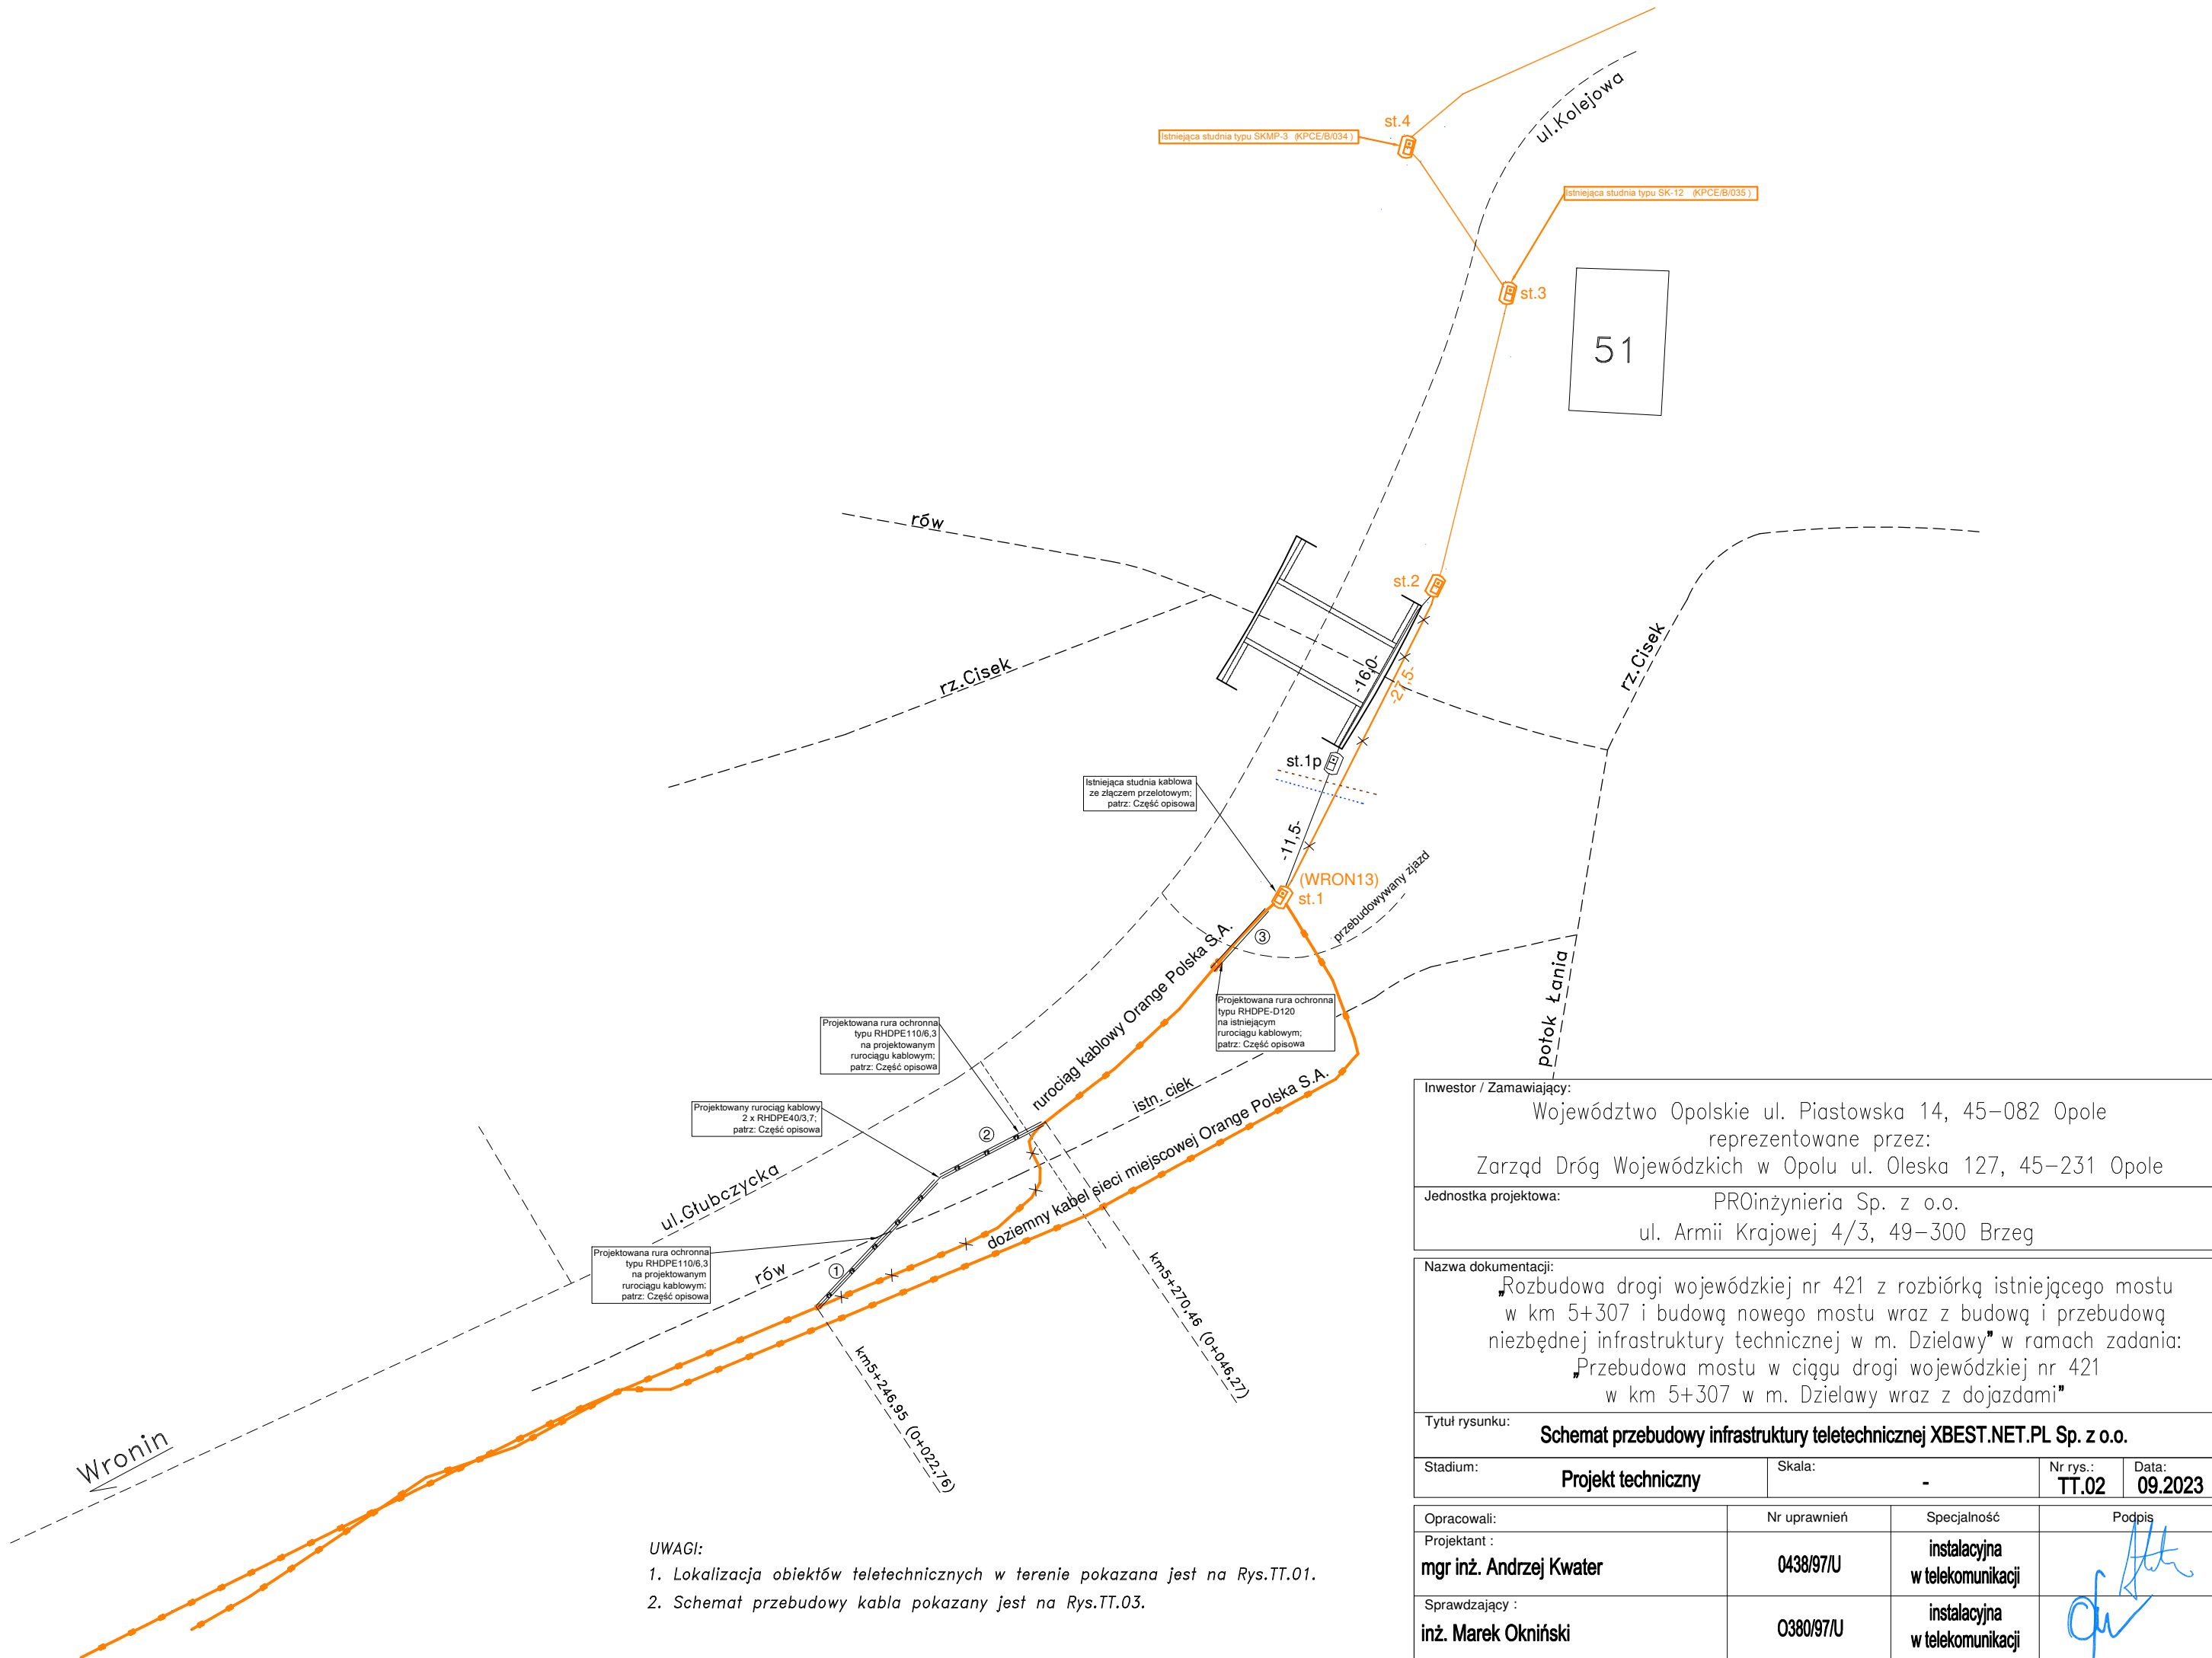 st.4
Istniejąca studnia typu SKMP-3 (KPCE/B/034 )
ul.Kolejowa
Istniejąca studnia typu SK-12 (KPCE/B/035 )
st.3
51
rów
st.2
rz.Cisek
rz.Cisek
-16,0-
-27,5-
st.1p
Istniejąca studnia kablowa
ze złączem przelotowym;
patrz: Część opisowa
-11,5-
(WRON13)
st.1
przebudowywany zjazd
③
rurociąg kablowy Orange Polska S.A.
potok Łania
Projektowana rura ochronna
typu RHDPE-D120
na istniejącym
rurociągu kablowym;
patrz: Część opisowa
Projektowana rura ochronna
typu RHDPE110/6,3
na projektowanym
rurociągu kablowym;
patrz: Część opisowa
istn. ciek
Projektowany rurociąg kablowy
2 x RHDPE40/3,7;
patrz: Część opisowa
②
doziemny kabel sieci miejscowej Orange Polska S.A.
ul.Głubczycka
Projektowana rura ochronna
typu RHDPE110/6,3
na projektowanym
rurociągu kablowym;
patrz: Część opisowa
rów
①
km5+270,46 (0+046,27)
km5+246,95 (0+022,76)
Wronin
UWAGI:
1. Lokalizacja obiektów teletechnicznych w terenie pokazana jest na Rys.TT.01.
2. Schemat przebudowy kabla pokazany jest na Rys.TT.03.
Inwestor / Zamawiający:
Województwo Opolskie ul. Piastowska 14, 45-082 Opole
reprezentowane przez:
Zarząd Dróg Wojewódzkich w Opolu ul. Oleska 127, 45-231 Opole
Jednostka projektowa:
PROinżynieria Sp. z o.o.
ul. Armii Krajowej 4/3, 49-300 Brzeg
Nazwa dokumentacji:
„Rozbudowa drogi wojewódzkiej nr 421 z rozbiórką istniejącego mostu
w km 5+307 i budową nowego mostu wraz z budową i przebudową
niezbędnej infrastruktury technicznej w m. Dzielawy" w ramach zadania:
„Przebudowa mostu w ciągu drogi wojewódzkiej nr 421
w km 5+307 w m. Dzielawy wraz z dojazdami"
Tytuł rysunku:
Schemat przebudowy infrastruktury teletechnicznej XBEST.NET.PL Sp. z o.o.
Stadium:
Projekt techniczny
Skala:
-
Nr rys.:
TT.02
Data:
09.2023
Opracowali:
Nr uprawnień
Specjalność
Podpis
Projektant :
mgr inż. Andrzej Kwater
0438/97/U
instalacyjna
w telekomunikacji
Sprawdzający :
inż. Marek Okniński
O380/97/U
instalacyjna
w telekomunikacji